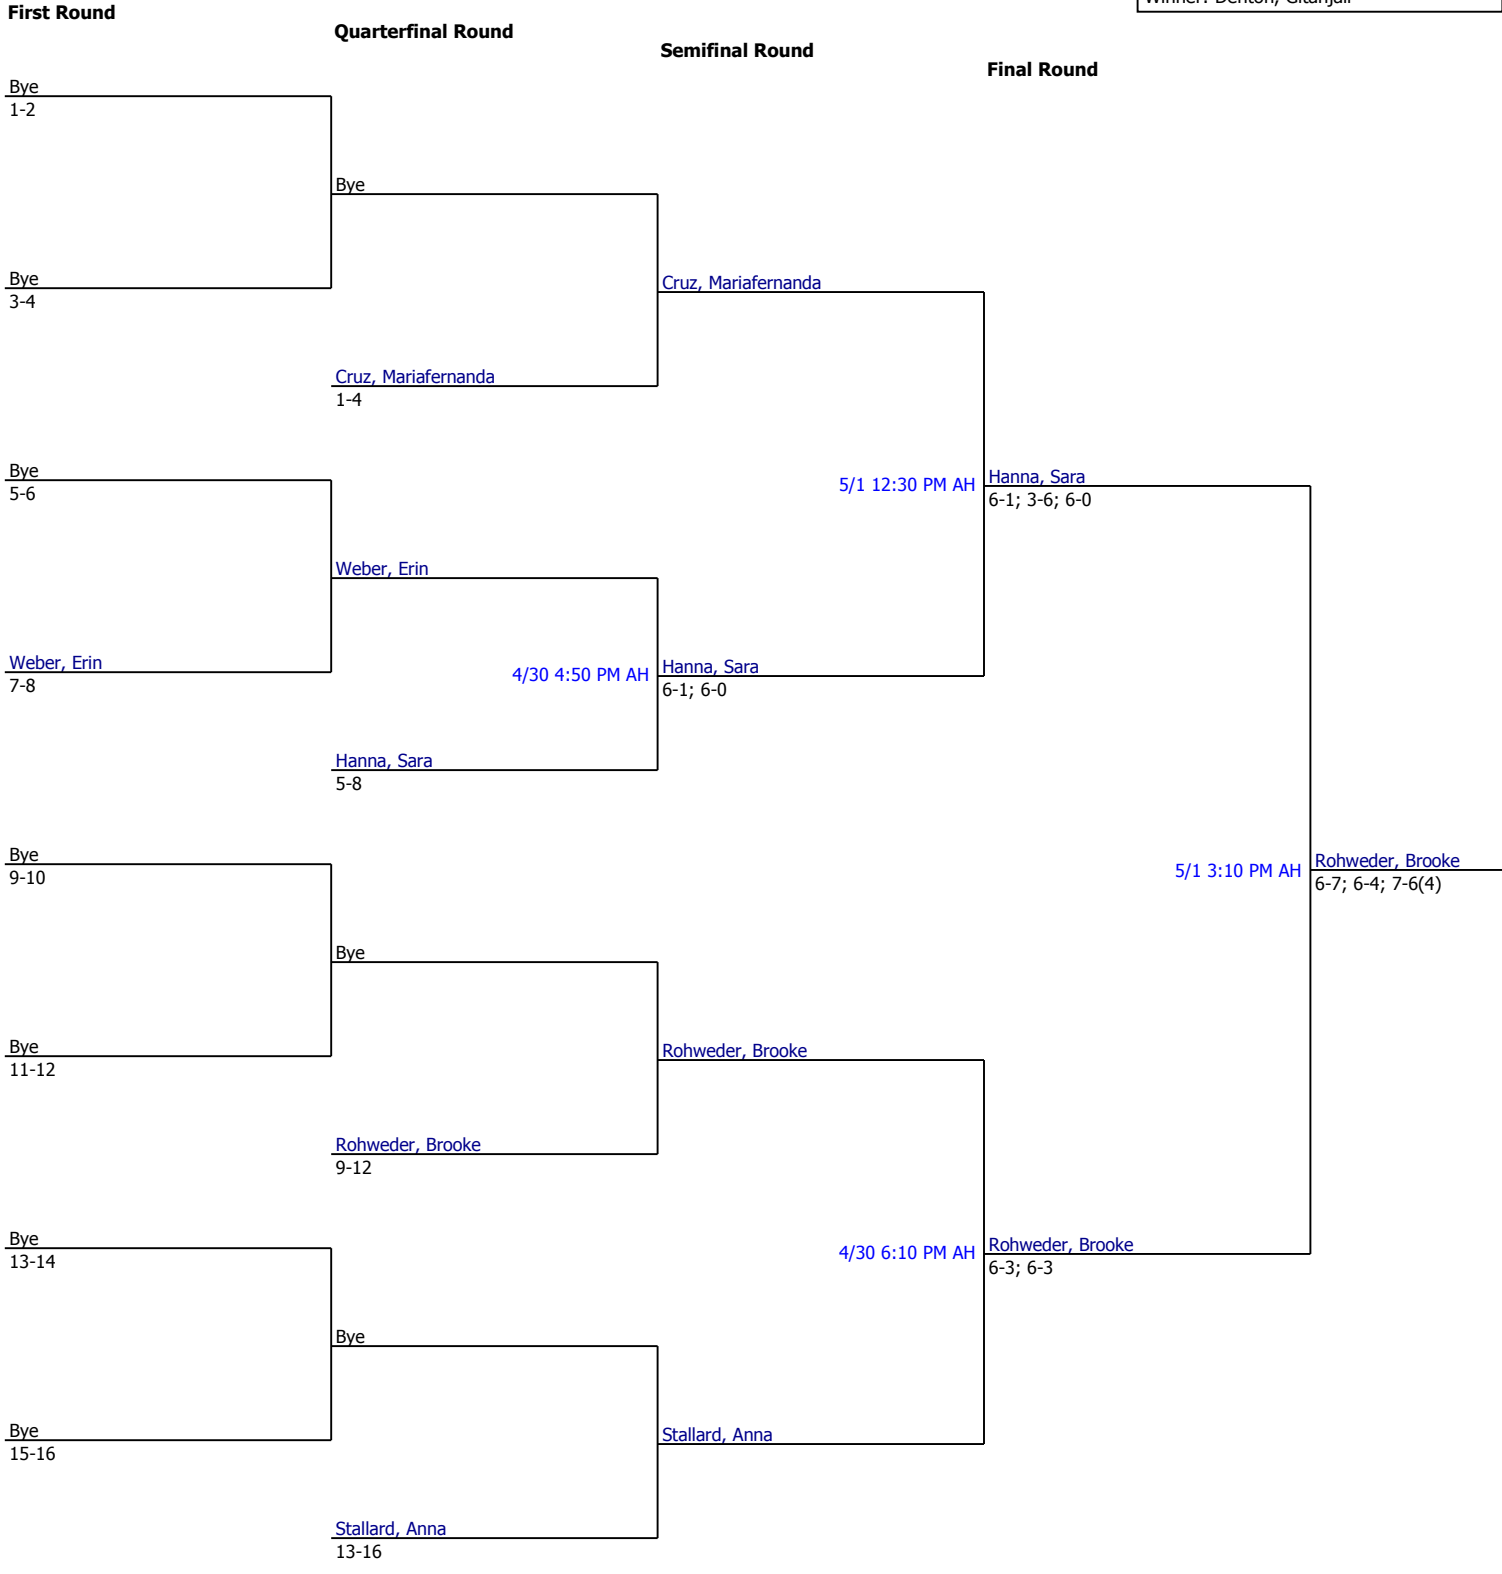 Winner: Denton, Gitanjali
First Round
Quarterfinal Round
Semifinal Round
Final Round
Bye
1-2
Bye
Bye
3-4
Cruz, Mariafernanda
Cruz, Mariafernanda
1-4
Bye
5-6
5/1 12:30 PM AH
Hanna, Sara
6-1; 3-6; 6-0
Weber, Erin
Weber, Erin
7-8
4/30 4:50 PM AH
Hanna, Sara
6-1; 6-0
Hanna, Sara
5-8
Bye
9-10
5/1 3:10 PM AH
Rohweder, Brooke
6-7; 6-4; 7-6(4)
Bye
Bye
11-12
Rohweder, Brooke
Rohweder, Brooke
9-12
Bye
13-14
4/30 6:10 PM AH
Rohweder, Brooke
6-3; 6-3
Bye
Bye
15-16
Stallard, Anna
Stallard, Anna
13-16